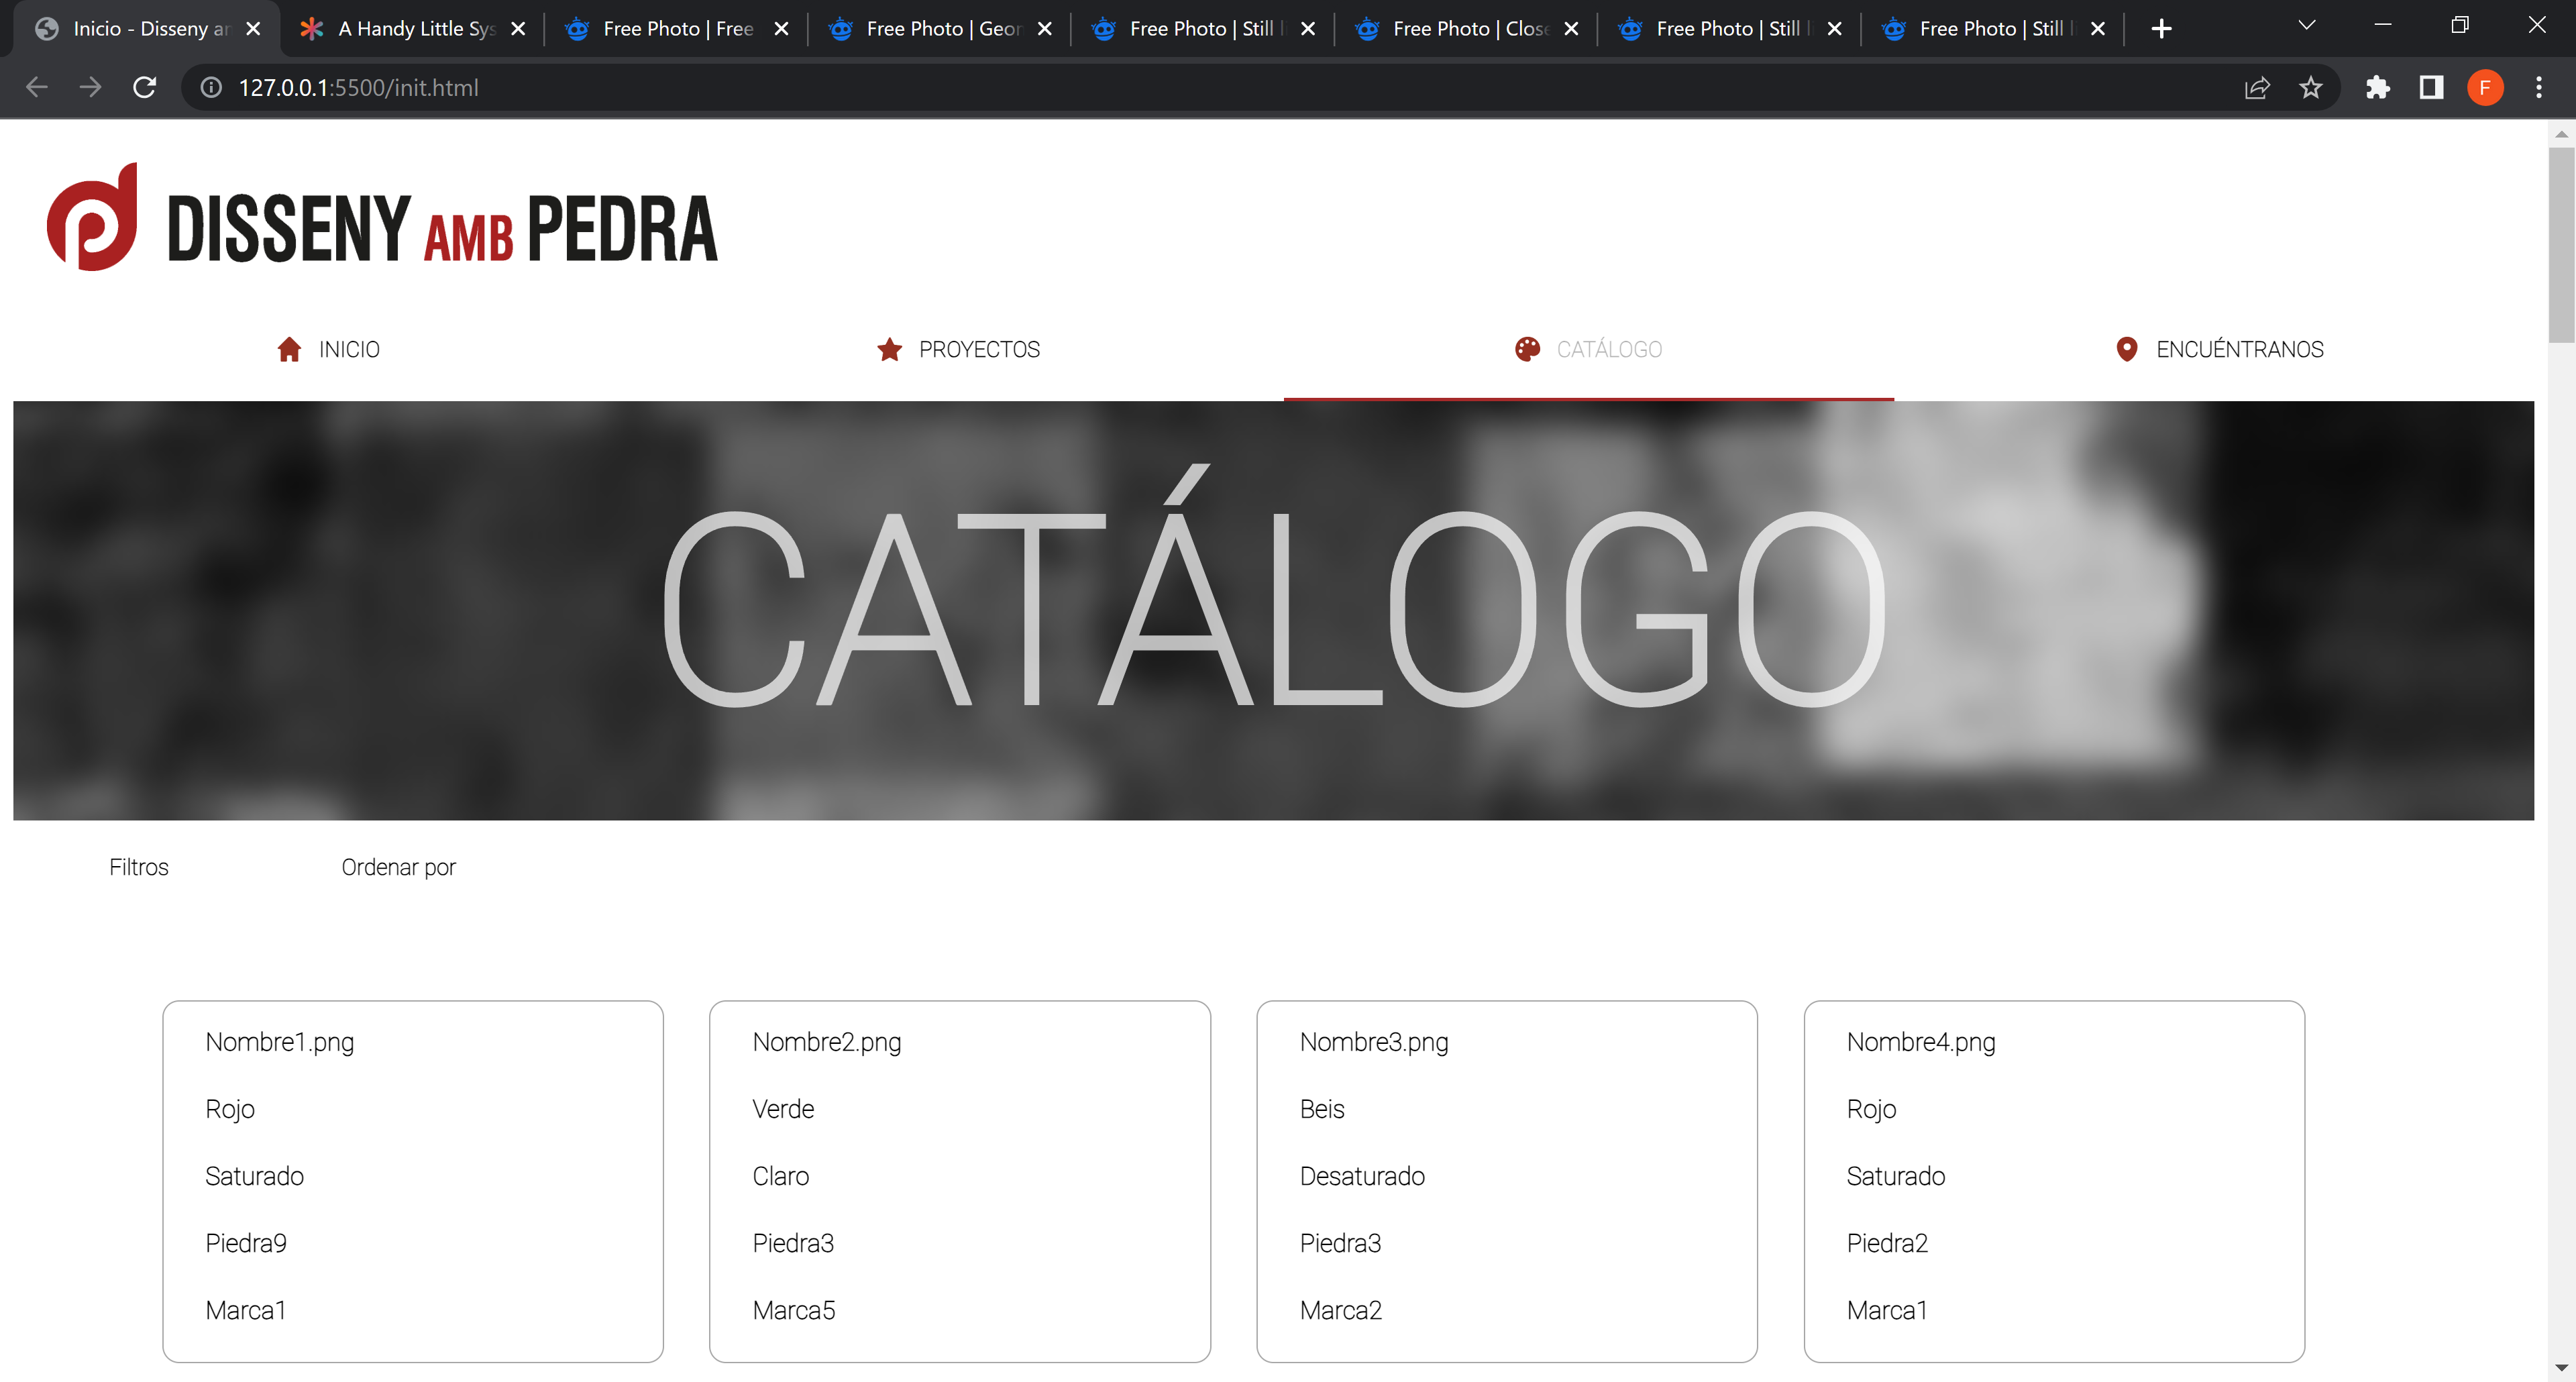 Inicio - Disseny ar
A Handy Little Sys
Free Photo | Free
Free Photo | Geor
Free Photo | Still l
Free Photo | Close
Free Photo | Still li
Free Photo | Still l
127.0.0.1:5500/init.html
F
DISSENY AMB PEDRA
INICIO
PROYECTOS
CATÁLOGO
ENCUÉNTRANOS
CATÁLOGO
Filtros
Ordenar por
Nombre1.png
Rojo
Saturado
Piedra9
Marca1
Nombre2.png
Verde
Claro
Piedra3
Marca5
Nombre3.png
Beis
Desaturado
Piedra3
Marca2
Nombre4.png
Rojo
Saturado
Piedra2
Marca1